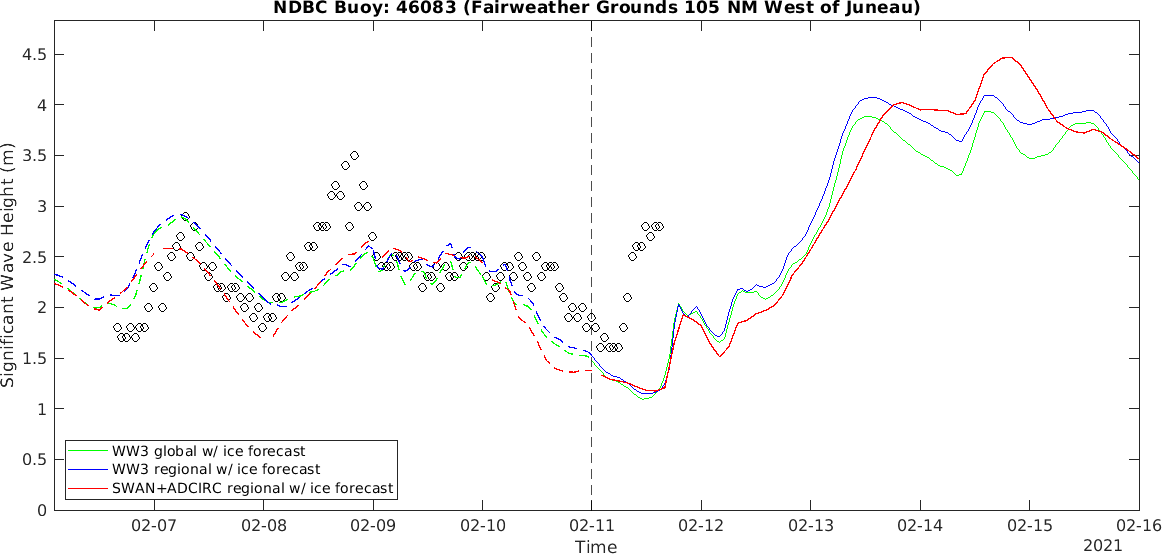 NDBC Buoy: 46083 (Fairweather Grounds 105 NM West of Juneau)
Significant Wave Height (m)
4.5
4
3.5
3
2.5
2
1.5
1
0.5
0
WW3 global w/ ice forecast
WW3 regional w/ ice forecast
SWAN+ADCIRC regional w/ ice forecast
02-07 02-08 02-09 02-10 02-11 02-12 02-13 02-14 02-15 02-16
Time
2021